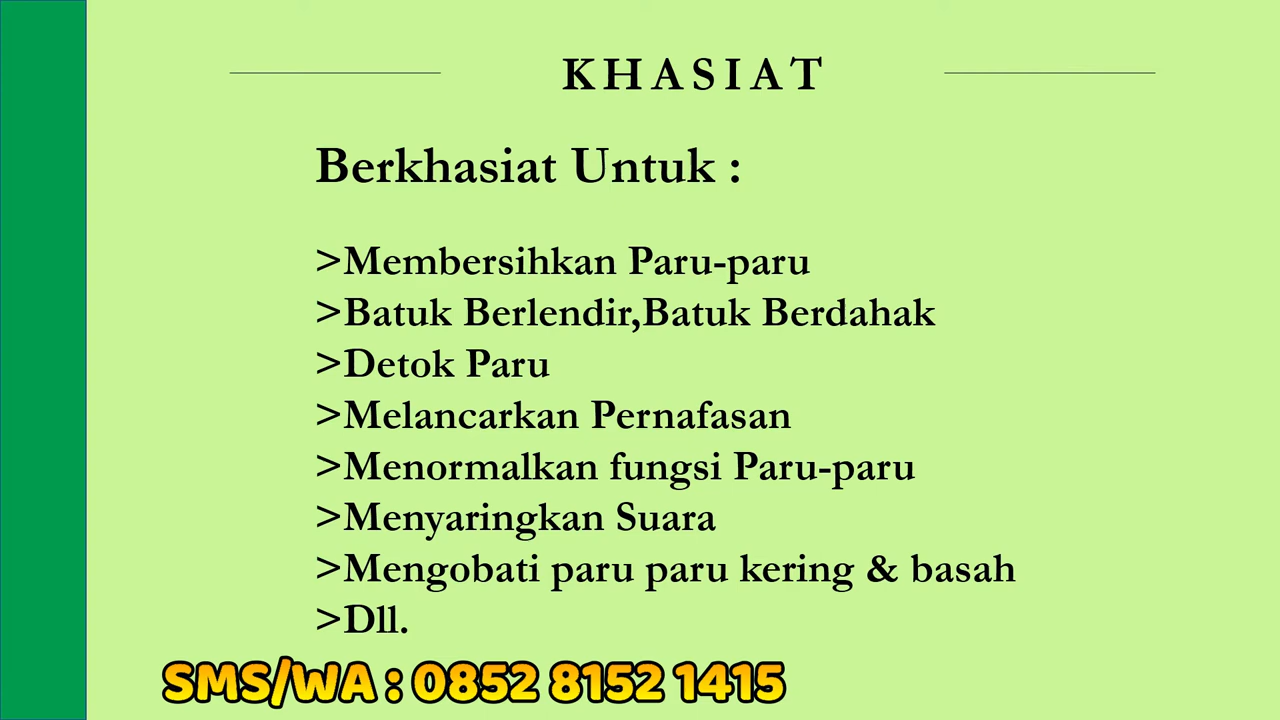 KHASIAT
Berkhasiat Untuk :
>Membersihkan Paru-paru
>Batuk Berlendir,Batuk Berdahak
>Detok Paru
>Melancarkan Pernafasan
>Menormalkan fungsi Paru-paru
>Menyaringkan Suara
>Mengobati paru paru kering & basah
>Dll.
SMS/WA : 0852 8152 1415